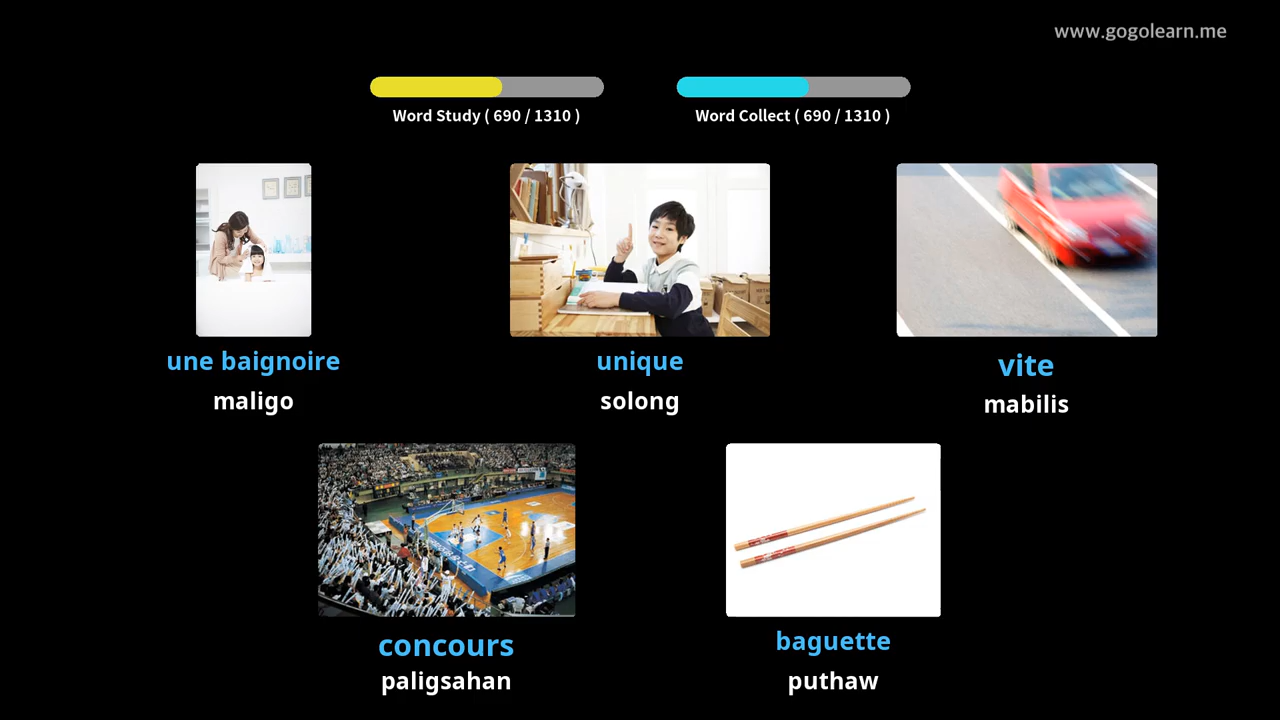 www.gogolearn.me
Word Study ( 690 / 1310 )
Word Collect ( 690 / 1310 )
une baignoire
maligo
unique
solong
vite
mabilis
concours
paligsahan
baguette
puthaw